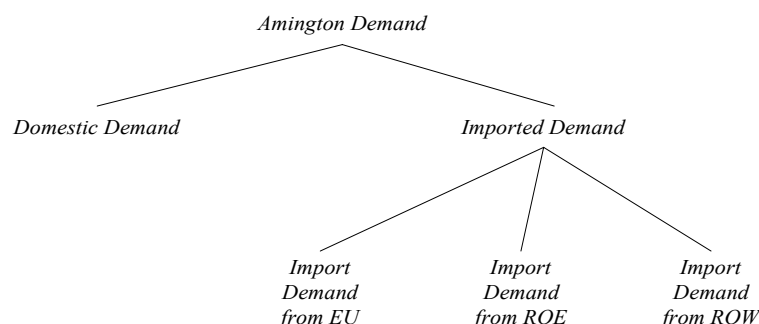 Amington Demand
Domestic Demand
Imported Demand
Import
Demand
from EU
Import
Demand
from ROE
Import
Demand
from ROW